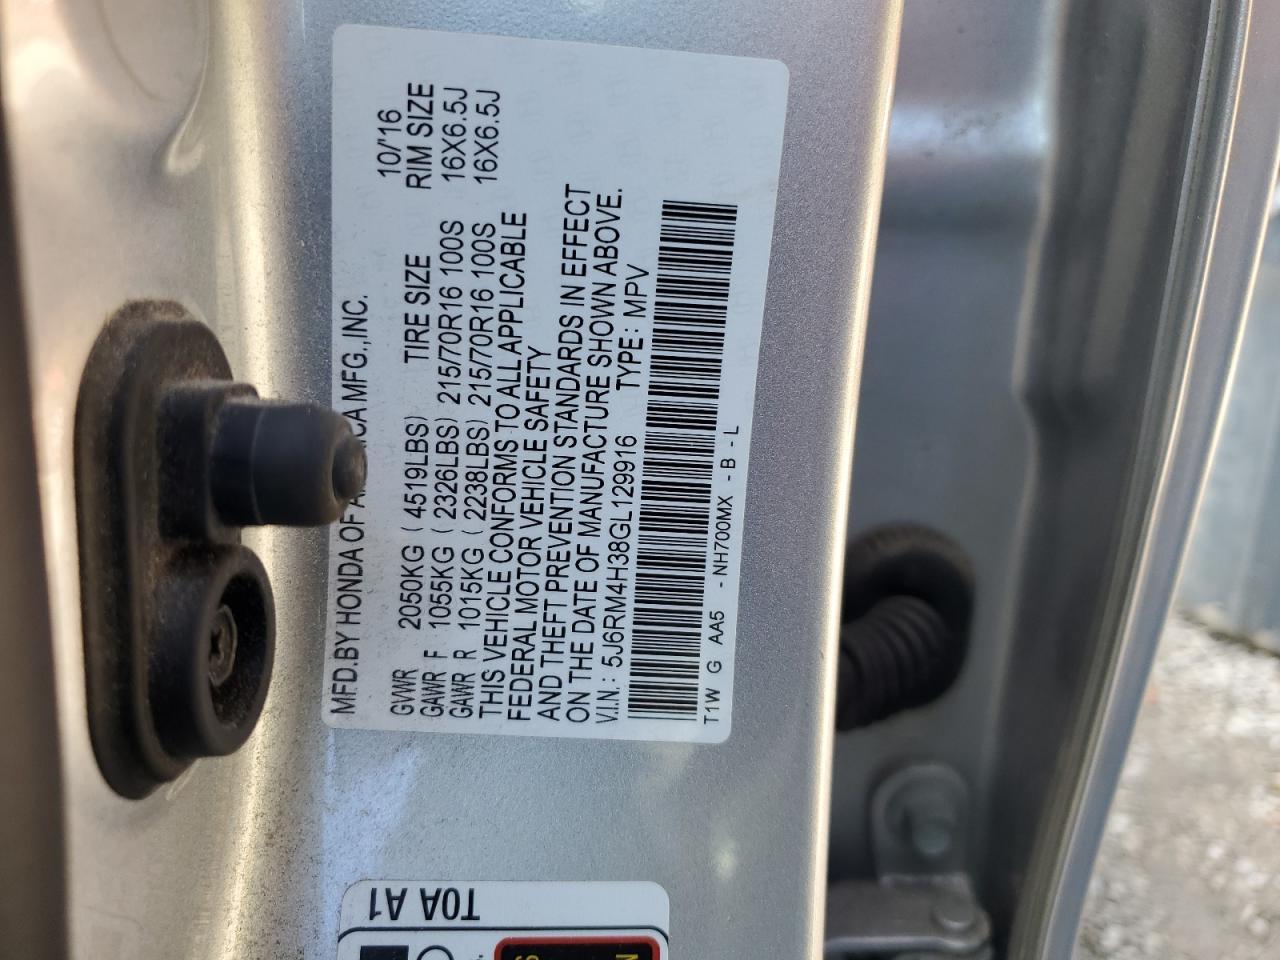 MFD.BY HONDA OF A CA MFG.,INC. 10/'16
GVWR 2050KG ( 4519LBS) TIRE SIZE RIM SIZE
GAWR F 1055KG ( 2326LBS) 215/70R16 100S 16X6.5J
GAWR R 1015KG ( 2238LBS) 215/70R16 100S 16X6.5J
THIS VEHICLE CONFORMS TO ALL APPLICABLE
FEDERAL MOTOR VEHICLE SAFETY
AND THEFT PREVENTION STANDARDS IN EFFECT
ON THE DATE OF MANUFACTURE SHOWN ABOVE.
V.I.N.: 5J6RM4H38GL129916 TYPE: MPV
T1W G AA5 - NH700MX - B - L
T0A A1